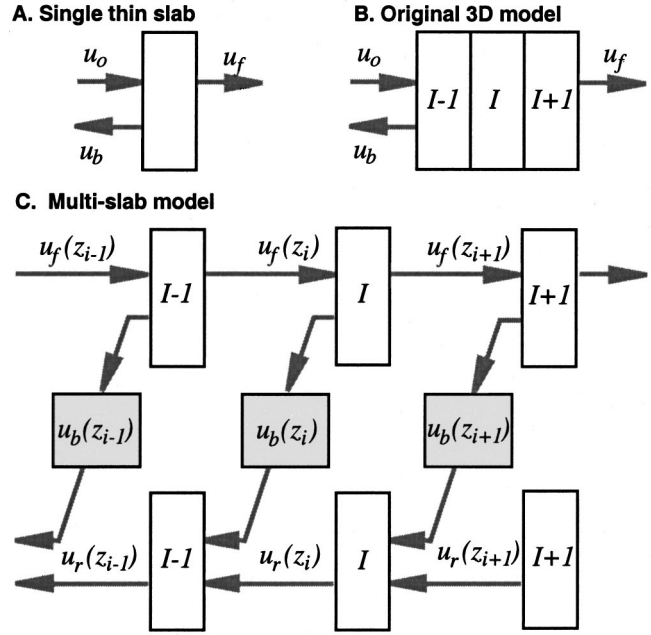 A. Single thin slab
u_o
u_f
u_b
B. Original 3D model
u_o
u_f
I-1 I I+1
u_b
C. Multi-slab model
u_f(z_{i-1}) u_f(z_i) u_f(z_{i+1})
I-1 I I+1
u_b(z_{i-1}) u_b(z_i) u_b(z_{i+1})
u_r(z_{i-1}) I-1 u_r(z_i) I u_r(z_{i+1}) I+1